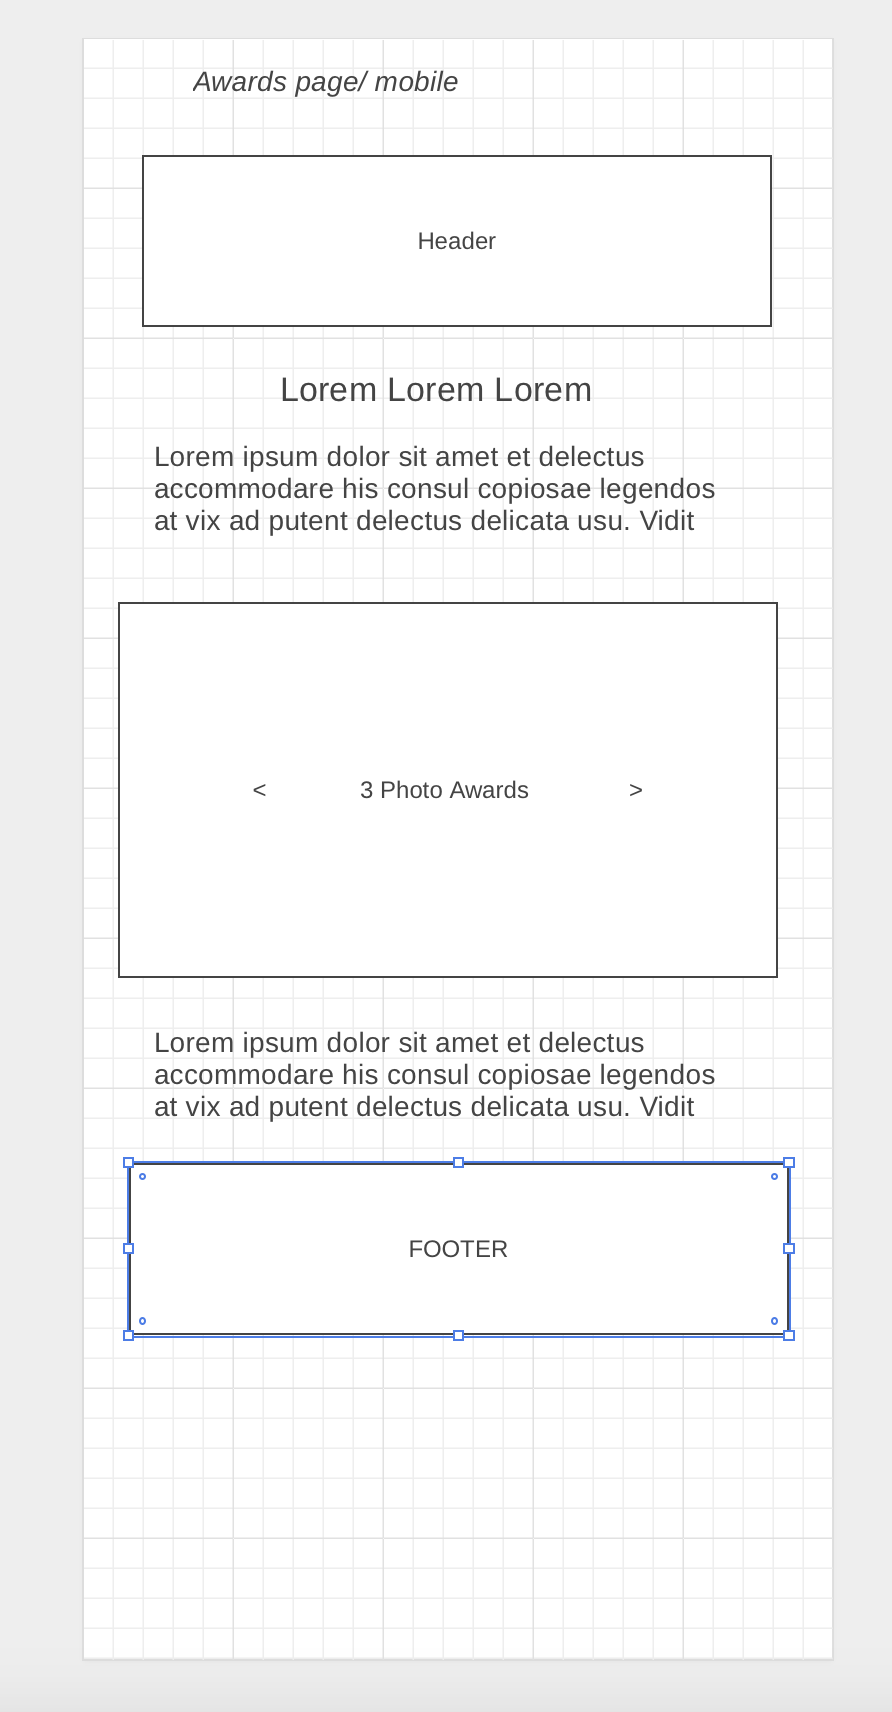 Awards page/ mobile
Header
Lorem Lorem Lorem
Lorem ipsum dolor sit amet et delectus
accommodare his consul copiosae legendos
at vix ad putent delectus delicata usu. Vidit
< 3 Photo Awards >
Lorem ipsum dolor sit amet et delectus
accommodare his consul copiosae legendos
at vix ad putent delectus delicata usu. Vidit
FOOTER